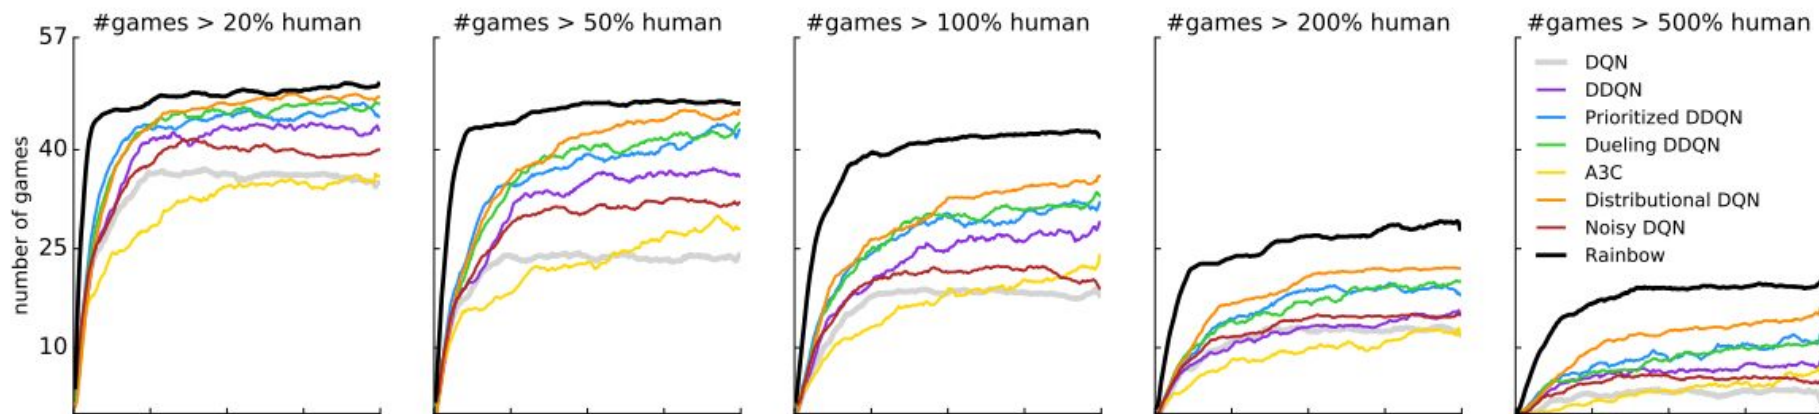 #games > 20% human
#games > 50% human
#games > 100% human
#games > 200% human
#games > 500% human
57
40
25
10
number of games
DQN
DDQN
Prioritized DDQN
Dueling DDQN
A3C
Distributional DQN
Noisy DQN
Rainbow